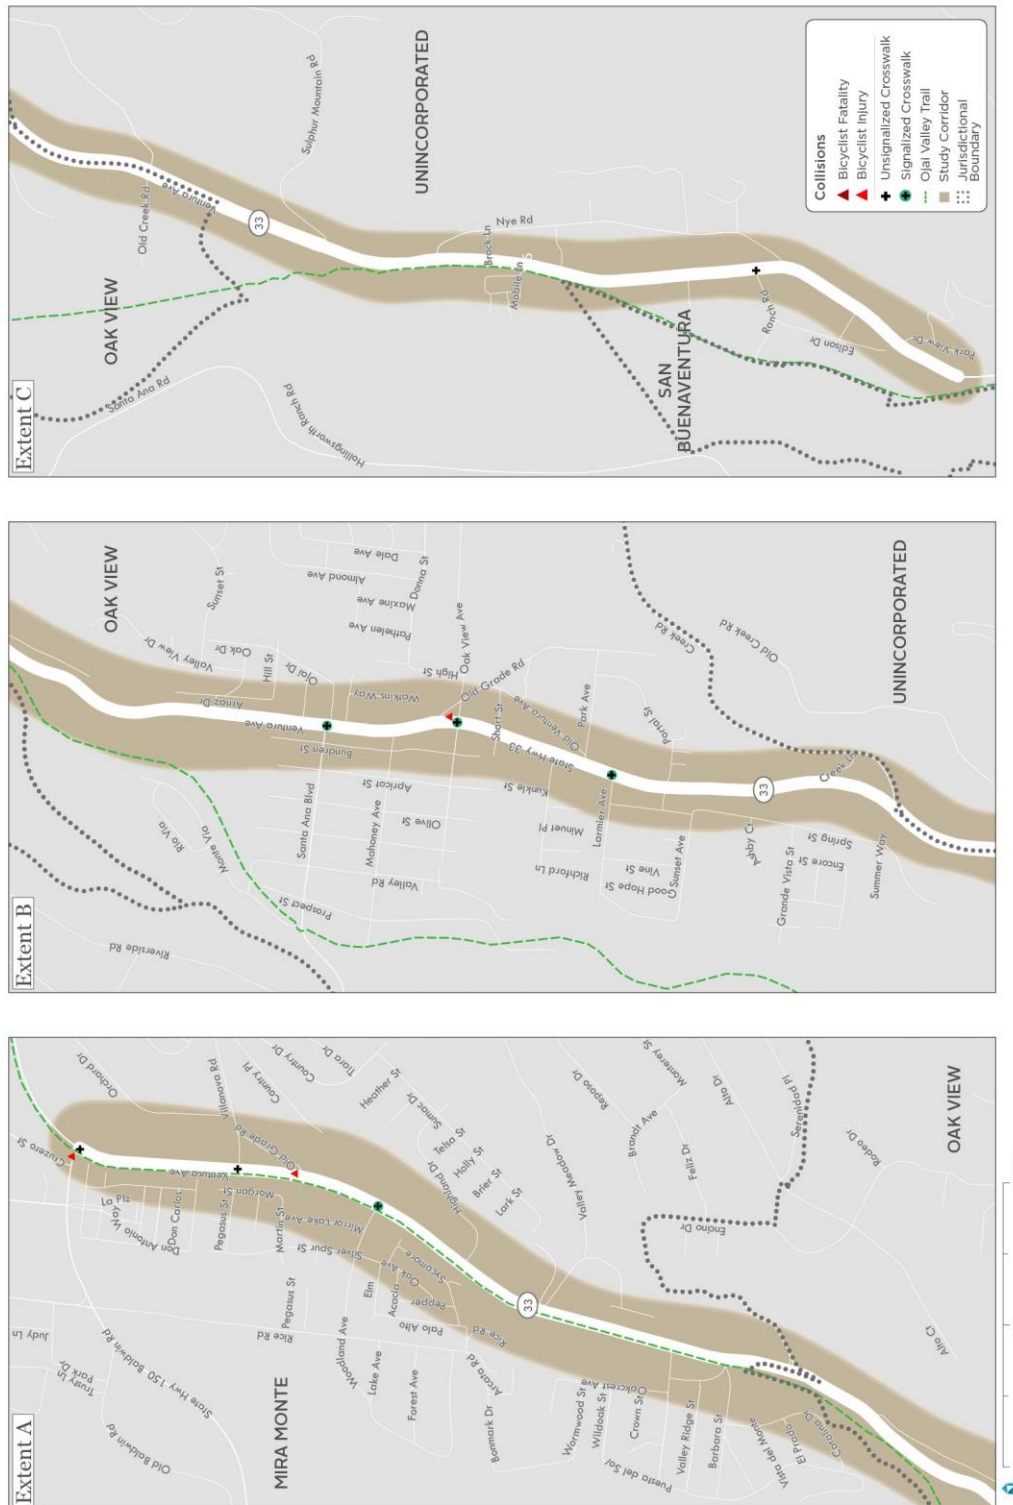 Extent A
MIRA MONTE
OAK VIEW
Cruzero St
Orchard Dr
Villanova Rd
Country Pl
Country Dr
Tiara Dr
Old Grade Rd
Ventura Ave
La Plz
Way
Don Antonio
Don Carlos
Pegasus St
Morgan St
Martin St
Mirror Lake Ave
Silver Spur St
Heather St
Sumac Dr
Telsa St
Holly St
Brier St
Lark St
Highland Dr
Judy Ln
Trusty Ln
Park Dr
State Hwy 150 Baldwin Rd
Old Baldwin Rd
Pegasus St
Rice Rd
Woodland Ave
Elm
Acacia
Oak Ave
Sycamore
Pepper
Palo Alto
Lake Ave
Forest Ave
Rice Rd
Arcata Rd
Bonmark Dr
33
Valley Meadow Dr
Reposo Dr
Brandt Ave
Monterey St
Feliz Dr
Alto Dr
Serenidad Pl
Encino Dr
Rodeo Dr
Alto Ct
Wormwood St
Wildoak St
Crown St
Oakcrest Ave
Puesta del Sol
Valley Ridge St
Barbara St
Vista del Monte
El Prado
Catalina Dr
Extent B
OAK VIEW
UNINCORPORATED
Sunset St
Valley View Dr
Oak Dr
Hill St
Ojai Dr
Arnaz Dr
Ventura Ave
Bundren St
Watkins Way
Dale Ave
Almond Ave
Maxine Ave
Pathelen Ave
Donna St
High St
Oak View Ave
Old Grade Rd
Rio Via
Monte Via
Riverside Rd
Santa Ana Blvd
Prospect St
Mahoney Ave
Apricot St
Olive St
Valley Rd
Short St
State Hwy 33
Old Ventura Ave
Park Ave
Portal St
Kunkle St
Minuet Pl
Larmier Ave
Richford Ln
Vine St
Good Hope St
Sunset Ave
33
Creek Rd
Old Creek Rd
Creek Ln
Ashby Ct
Grande Vista St
Spring St
Encore St
Summer Way
Extent C
OAK VIEW
UNINCORPORATED
SAN
BUENAVENTURA
Old Creek Rd
Ventura Ave
33
Sulphur Mountain Rd
Santa Ana Rd
Hollingsworth Ranch Rd
Nye Rd
Brock Ln
Mobile Ln
Ranch Rd
Edison Dr
Park View Dr
Collisions
Bicyclist Fatality
Bicyclist Injury
Unsignalized Crosswalk
Signalized Crosswalk
Ojai Valley Trail
Study Corridor
Jurisdictional
Boundary